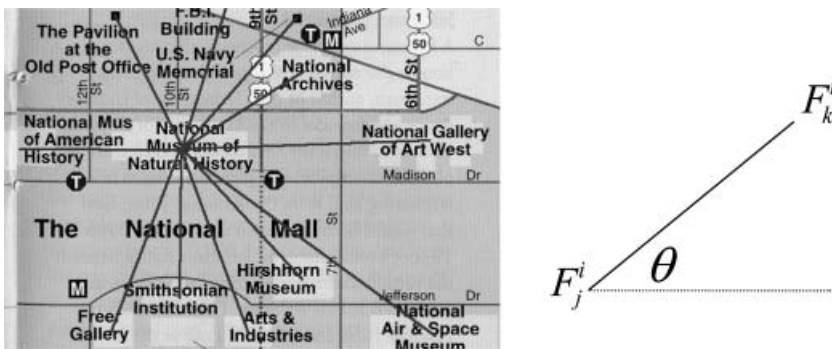 F.B.I.
Building
9th
St
Indiana
Ave
1
50
C
The Pavilion
at the
Old Post Office
U.S. Navy
Memorial
T
M
National
Archives
1
50
6th St
12th
St
10th
St
National Mus
of American
History
National
Museum of
Natural History
National Gallery
of Art West
T
T
Madison Dr
The National Mall
7th St
M
Smithsonian
Institution
Hirshhorn
Museum
Jefferson Dr
Free
Gallery
Arts &
Industries
National
Air & Space
Museum
F_j^i
θ